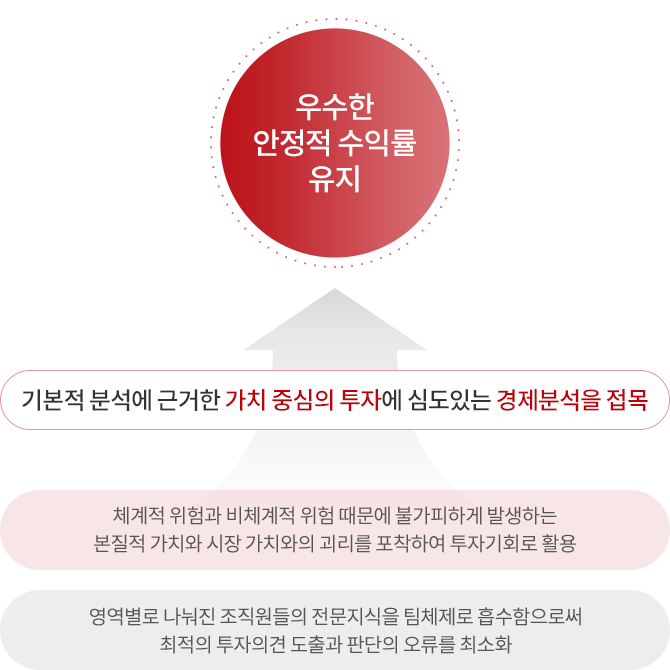 우수한
안정적 수익률
유지
기본적 분석에 근거한 가치 중심의 투자에 심도있는 경제분석을 접목
체계적 위험과 비체계적 위험 때문에 불가피하게 발생하는
본질적 가치와 시장 가치와의 괴리를 포착하여 투자기회로 활용
영역별로 나눠진 조직원들의 전문지식을 팀체제로 흡수함으로써
최적의 투자의견 도출과 판단의 오류를 최소화